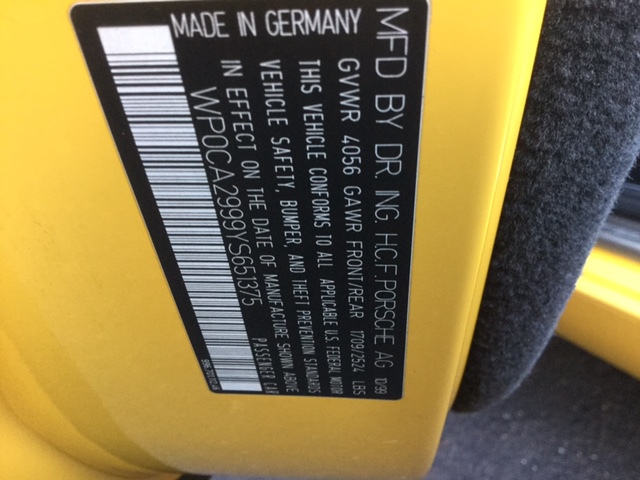 MFD BY DR. ING. H.C.F.PORSCHE AG 10/99
GVWR 4056 GAWR FRONT/REAR 1709/2524 LBS
THIS VEHICLE CONFORMS TO ALL APPLICABLE U.S. FEDERAL MOTOR
VEHICLE SAFETY, BUMPER, AND THEFT PREVENTION STANDARDS
IN EFFECT ON THE DATE OF MANUFACTURE SHOWN ABOVE
WP0CA2999YS651375 PASSENGER CAR
MADE IN GERMANY